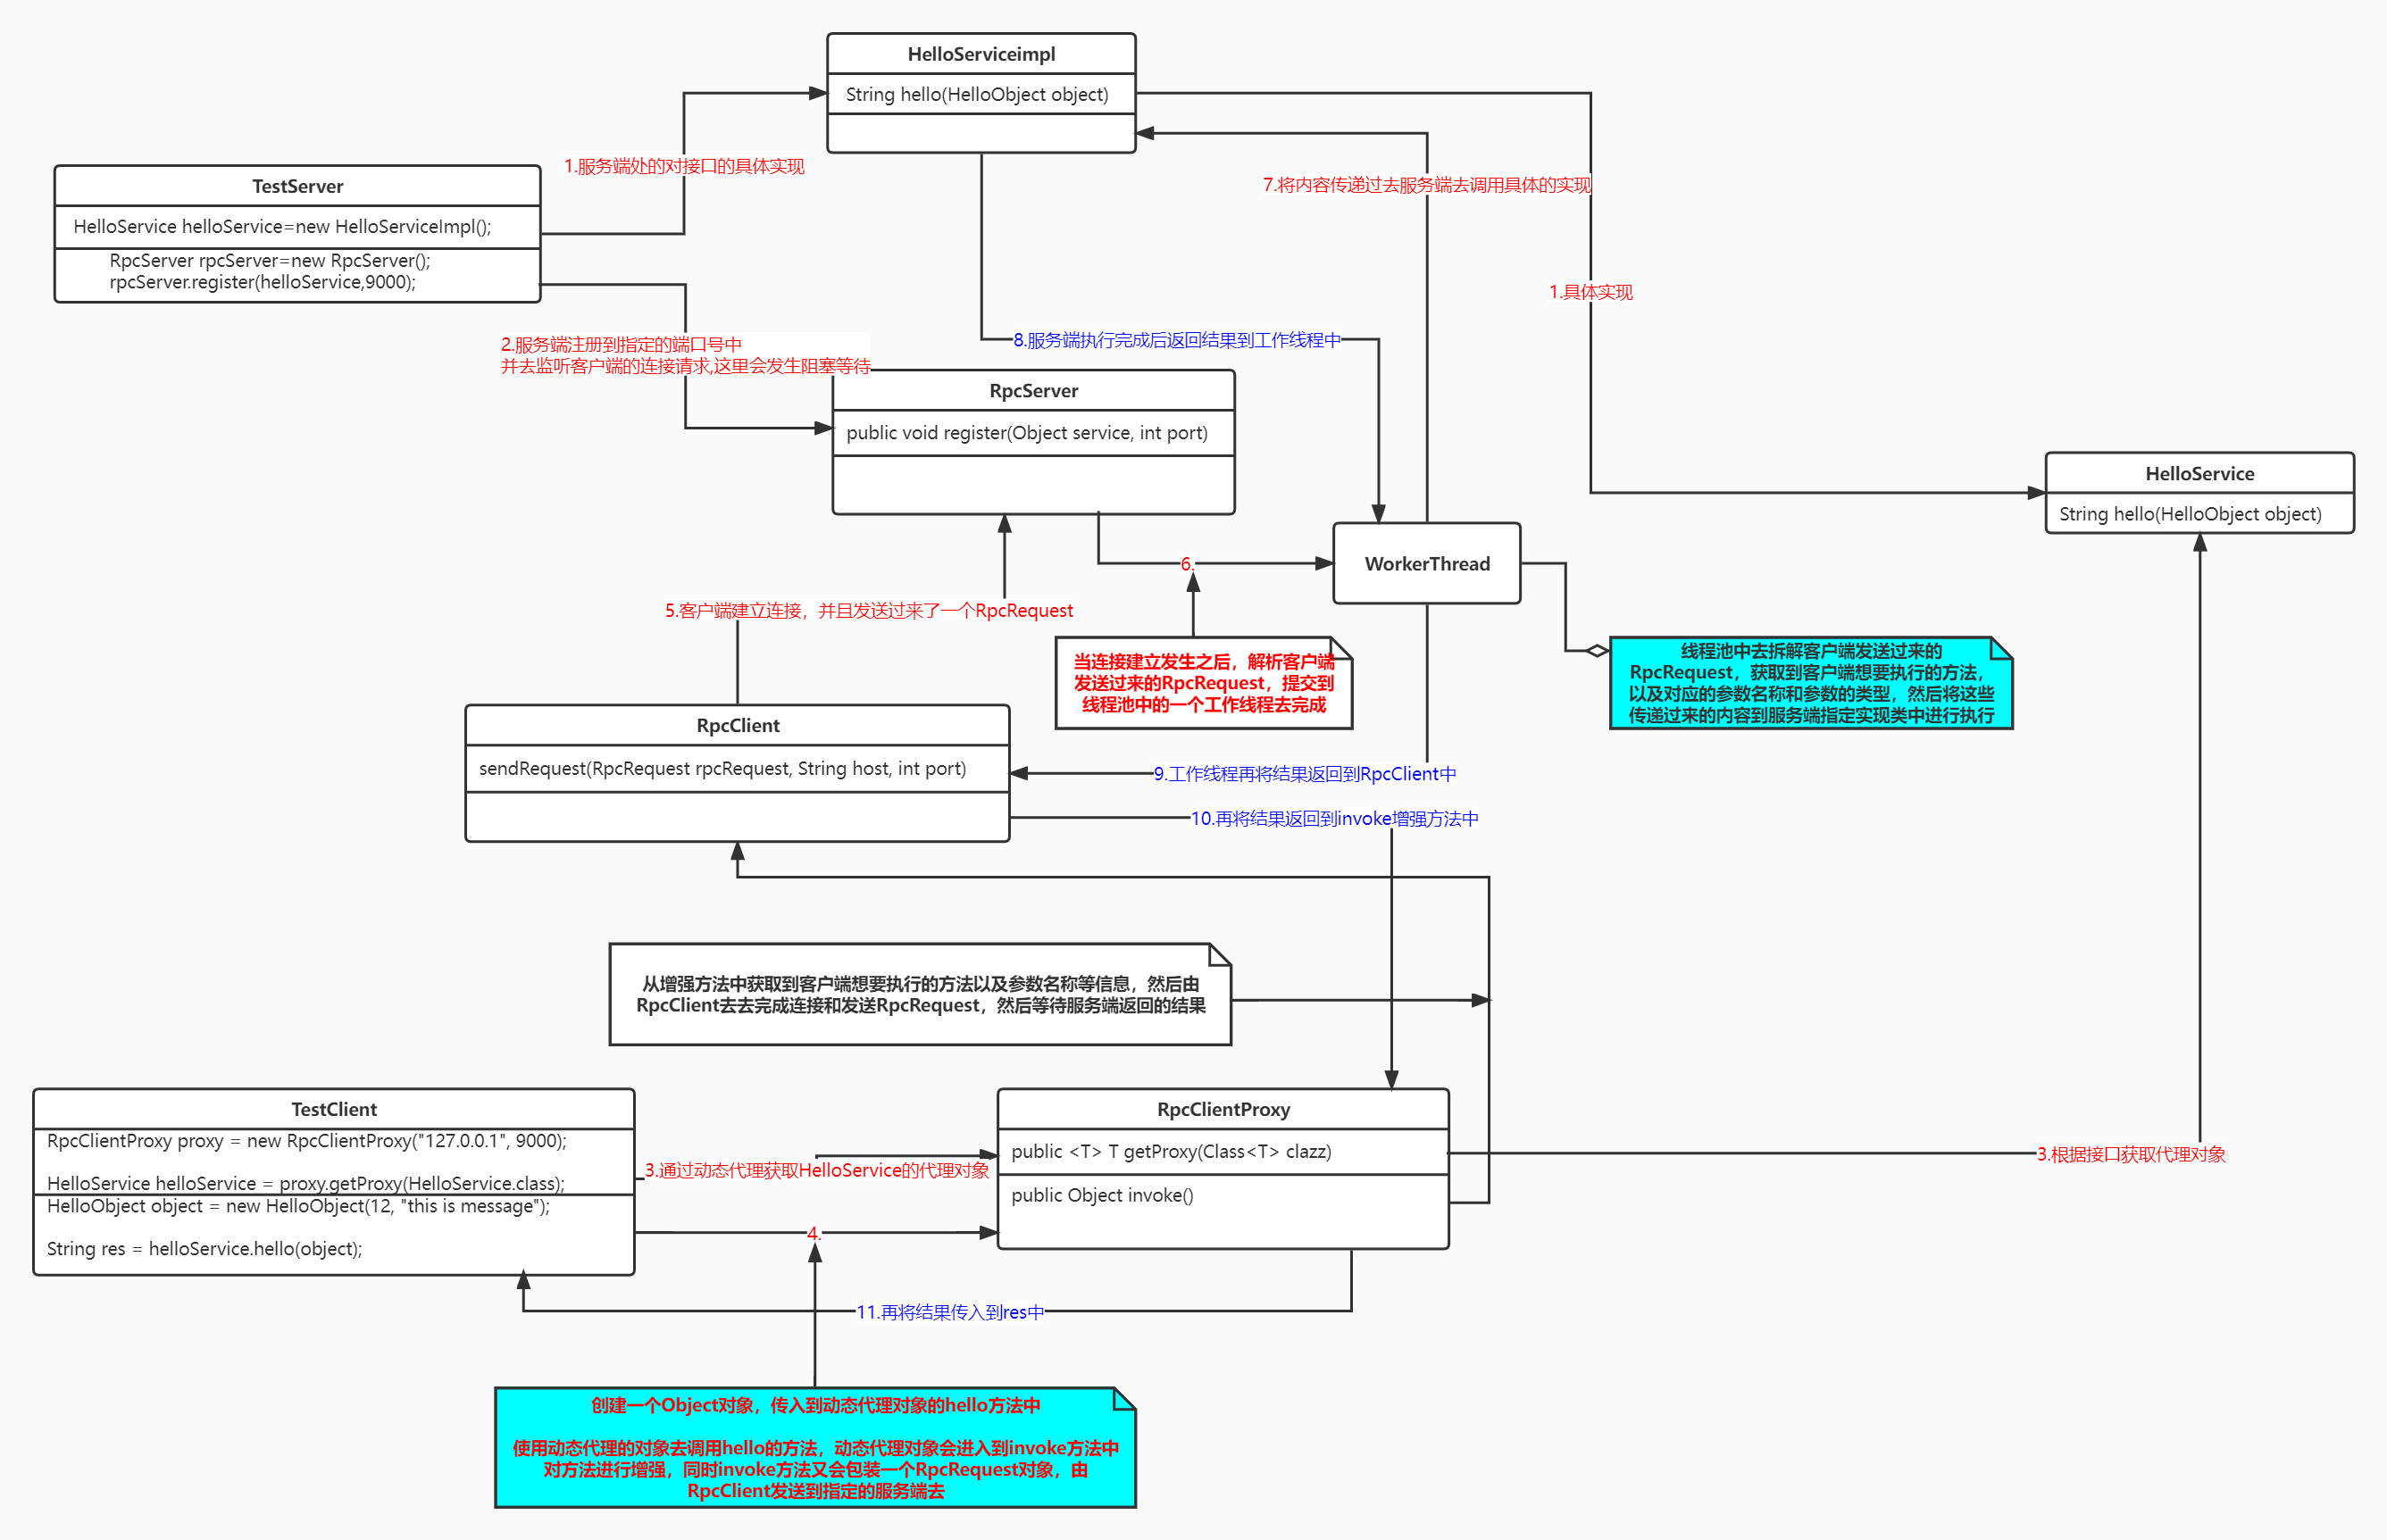 HelloServiceimpl
String hello(HelloObject object)
1.服务端处的对接口的具体实现
7.将内容传递过去服务端去调用具体的实现
TestServer
HelloService helloService=new HelloServiceImpl();
RpcServer rpcServer=new RpcServer();
rpcServer.register(helloService,9000);
1.具体实现
2.服务端注册到指定的端口号中
并去监听客户端的连接请求,这里会发生阻塞等待
8.服务端执行完成后返回结果到工作线程中
RpcServer
public void register(Object service, int port)
HelloService
String hello(HelloObject object)
6.
WorkerThread
5.客户端建立连接，并且发送过来了一个RpcRequest
当连接建立发生之后，解析客户端
发送过来的RpcRequest，提交到
线程池中的一个工作线程去完成
线程池中去拆解客户端发送过来的
RpcRequest，获取到客户端想要执行的方法，
以及对应的参数名称和参数的类型，然后将这些
传递过来的内容到服务端指定实现类中进行执行
RpcClient
sendRequest(RpcRequest rpcRequest, String host, int port)
9.工作线程再将结果返回到RpcClient中
10.再将结果返回到invoke增强方法中
从增强方法中获取到客户端想要执行的方法以及参数名称等信息，然后由
RpcClient去去完成连接和发送RpcRequest，然后等待服务端返回的结果
TestClient
RpcClientProxy proxy = new RpcClientProxy("127.0.0.1", 9000);
HelloService helloService = proxy.getProxy(HelloService.class);
HelloObject object = new HelloObject(12, "this is message");
String res = helloService.hello(object);
3.通过动态代理获取HelloService的代理对象
4.
RpcClientProxy
public <T> T getProxy(Class<T> clazz)
public Object invoke()
3.根据接口获取代理对象
11.再将结果传入到res中
创建一个Object对象，传入到动态代理对象的hello方法中
使用动态代理的对象去调用hello的方法，动态代理对象会进入到invoke方法中
对方法进行增强，同时invoke方法又会包装一个RpcRequest对象，由
RpcClient发送到指定的服务端去